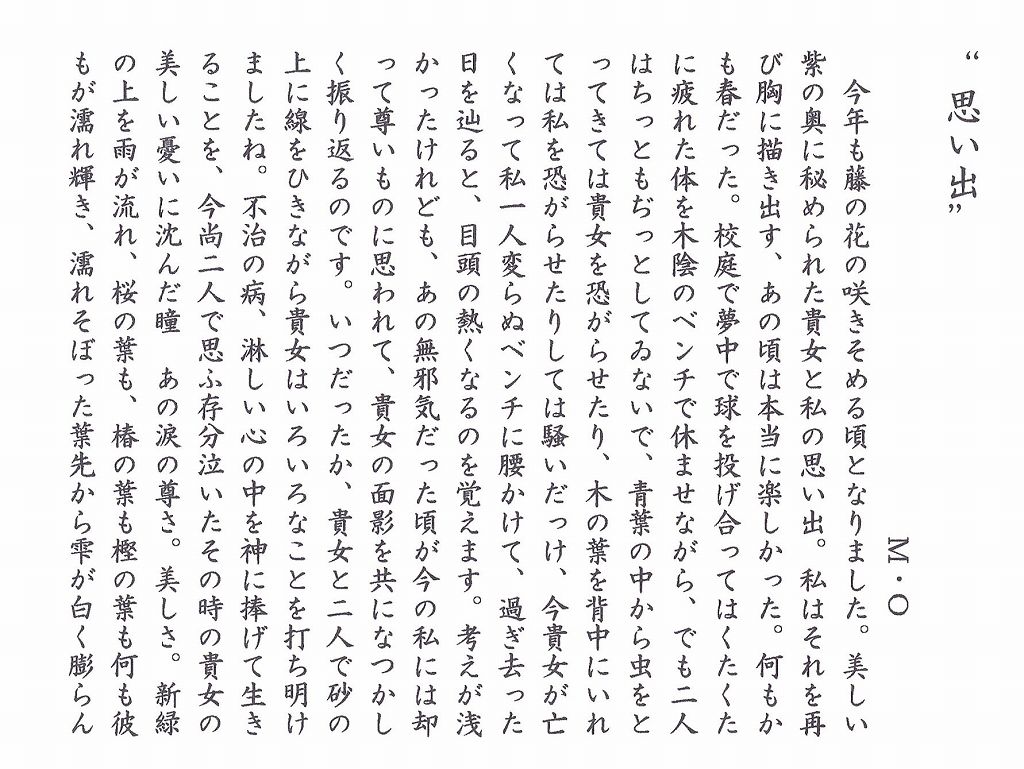 “思い出”
M・O
今年も藤の花の咲きそめる頃となりました。美しい
紫の奥に秘められた貴女と私の思い出。私はそれを再
び胸に描き出す、あの頃は本当に楽しかった。何もか
も春だった。校庭で夢中で球を投げ合ってはくたくた
に疲れた体を木陰のベンチで休ませながら、でも二人
はちっともぢっとしてゐないで、青葉の中から虫をと
ってきては貴女を恐がらせたり、木の葉を背中にいれ
ては私を恐がらせたりしては騒いだっけ、今貴女が亡
くなって私一人変らぬベンチに腰かけて、過ぎ去った
日を辿ると、目頭の熱くなるのを覚えます。考えが浅
かったけれども、あの無邪気だった頃が今の私には却
って尊いものに思われて、貴女の面影を共になつかし
く振り返るのです。いつだったか、貴女と二人で砂の
上に線をひきながら貴女はいろいろなことを打ち明け
ましたね。不治の病、淋しい心の中を神に捧げて生き
ることを、今尚二人で思ふ存分泣いたその時の貴女の
美しい憂いに沈んだ瞳　あの涙の尊さ。美しさ。新緑
の上を雨が流れ、桜の葉も、椿の葉も樫の葉も何も彼
もが濡れ輝き、濡れそぼった葉先から雫が白く膨らん